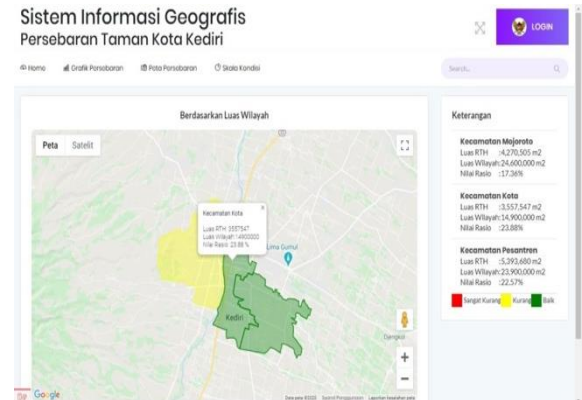 Sistem Informasi Geografis
Persebaran Taman Kota Kediri
LOGIN
Home
Grafik Persebaran
Peta Persebaran
Skala Kondisi
Search...
Berdasarkan Luas Wilayah
Peta
Satelit
Kecamatan Kota
Luas RTH :3557547
Luas Wilayah :14900000
Nilai Rasio :23.88 %
Limo Gumul
Kediri
Google
Keterangan
Kecamatan Mojoroto
Luas RTH :4,270,505 m2
Luas Wilayah:24,600,000 m2
Nilai Rasio :17.36%
Kecamatan Kota
Luas RTH :3,557,547 m2
Luas Wilayah:14,900,000 m2
Nilai Rasio :23.88%
Kecamatan Pesantren
Luas RTH :5,393,680 m2
Luas Wilayah:23,900,000 m2
Nilai Rasio :22.57%
Sangat Kurang
Kurang
Baik